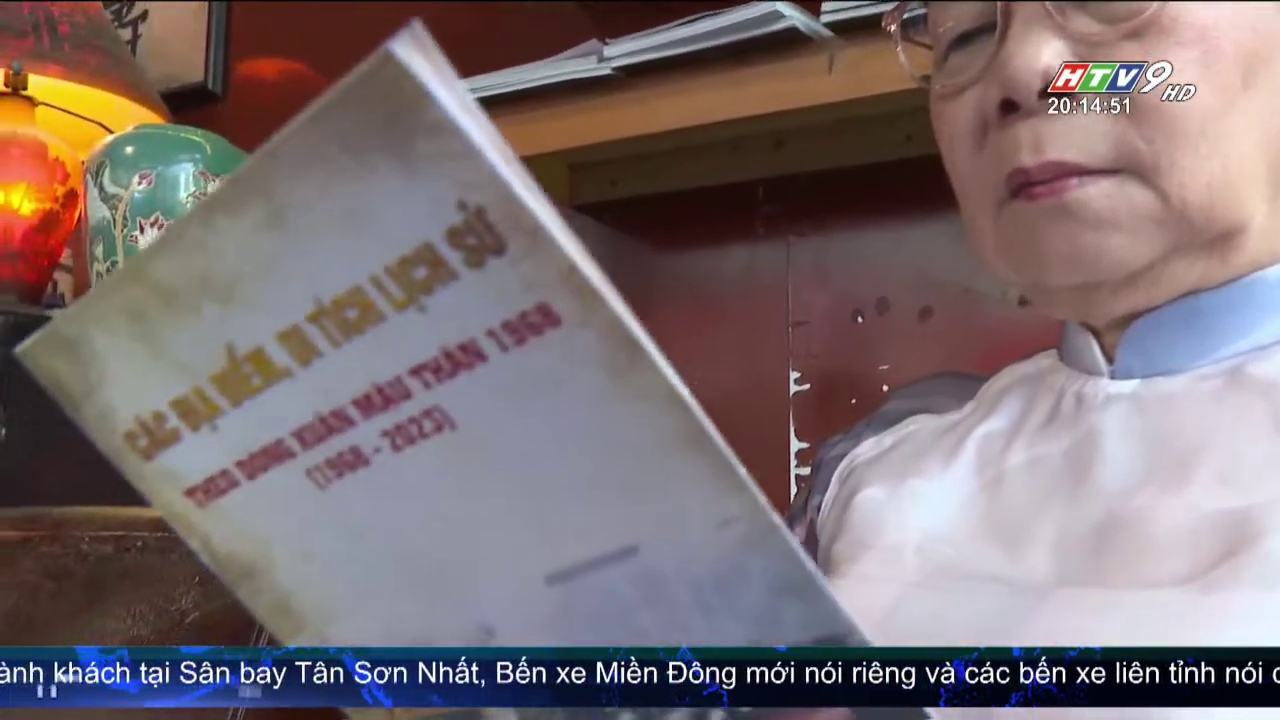 HTV9 HD
20:14:51
CÁC ĐỊA ĐIỂM, DI TÍCH LỊCH SỬ
THEO DÒNG XUÂN MẬU THÂN 1968
(1968 - 2023)
ành khách tại Sân bay Tân Sơn Nhất, Bến xe Miền Đông mới nói riêng và các bến xe liên tỉnh nói c